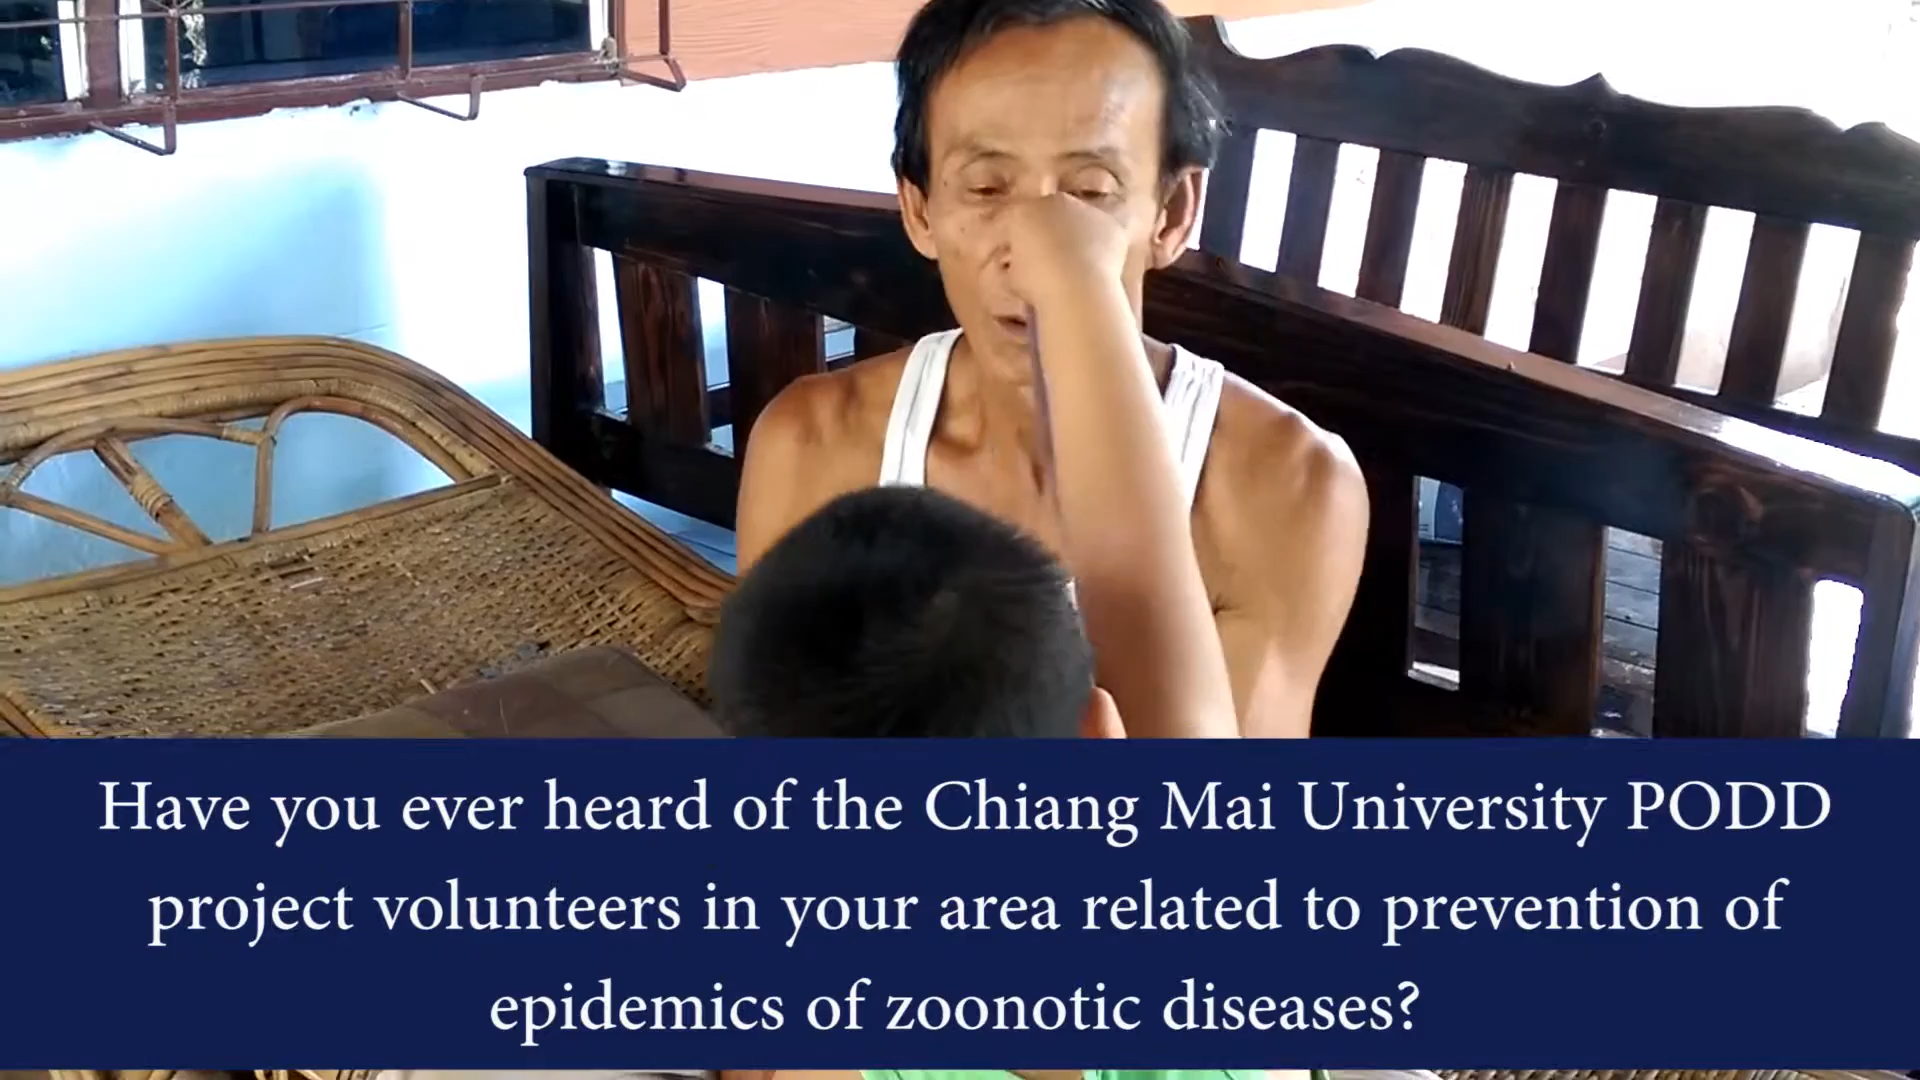 Have you ever heard of the Chiang Mai University PODD
project volunteers in your area related to prevention of
epidemics of zoonotic diseases?